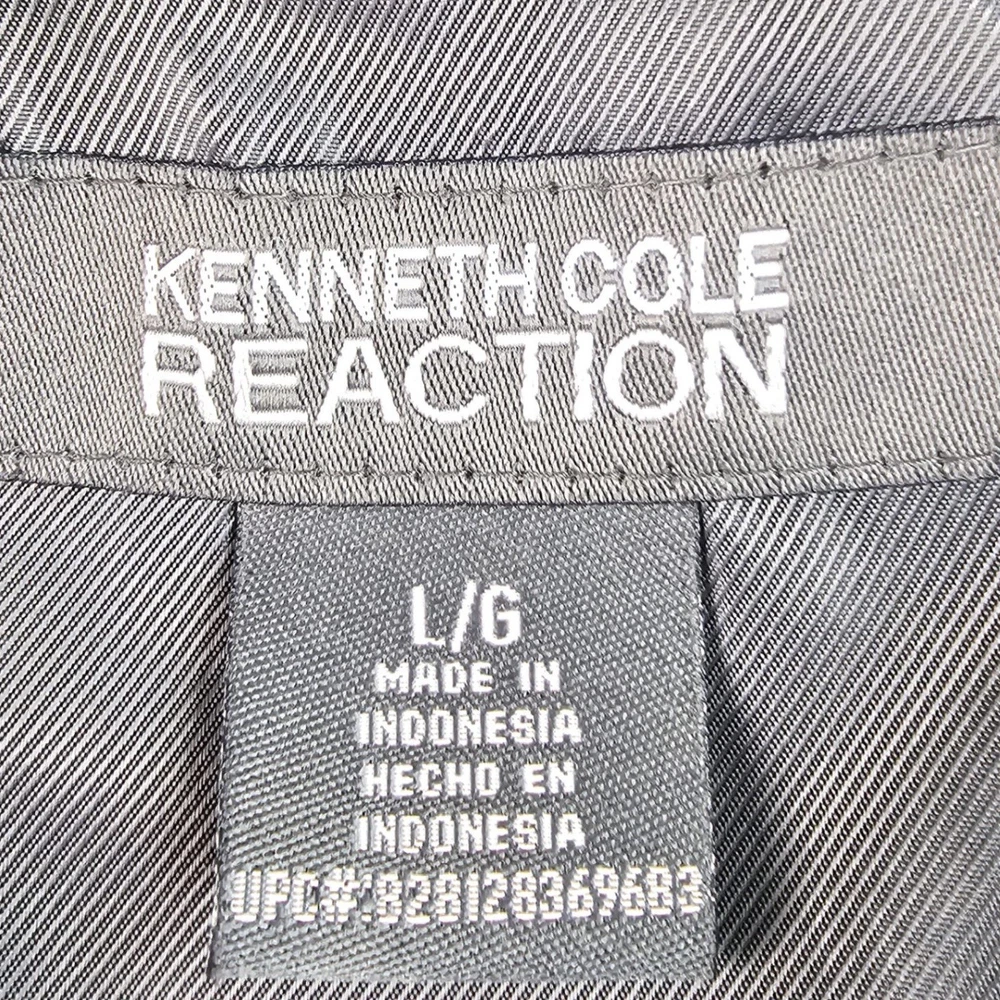 KENNETH COLE
REACTION
L/G
MADE IN
INDONESIA
HECHO EN
INDONESIA
UPC#:828128369683